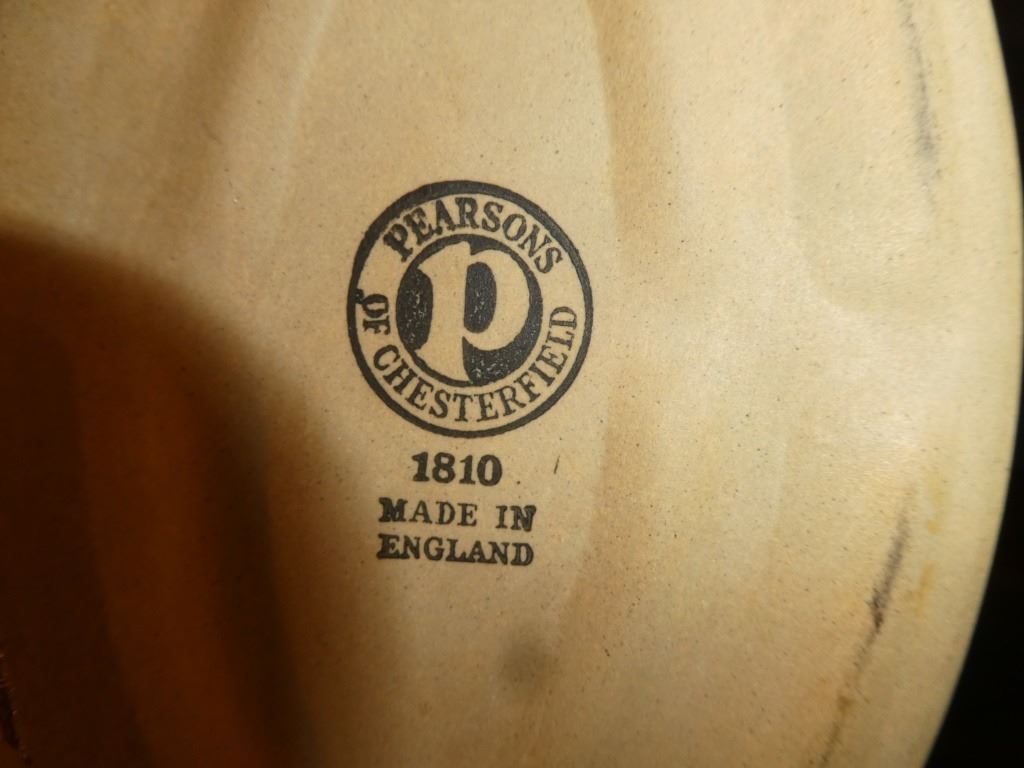 PEARSONS
OF CHESTERFIELD
P
1810
MADE IN
ENGLAND